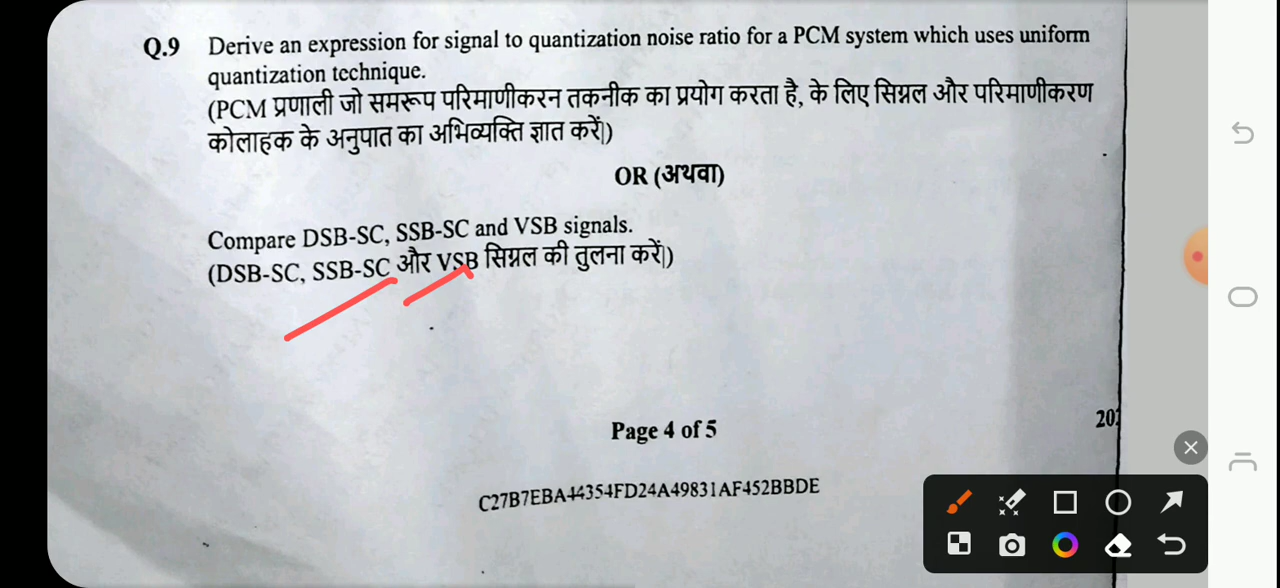 Q.9 Derive an expression for signal to quantization noise ratio for a PCM system which uses uniform
quantization technique.
(PCM प्रणाली जो समरूप परिमाणीकरन तकनीक का प्रयोग करता है, के लिए सिग्नल और परिमाणीकरण
कोलाहक के अनुपात का अभिव्यक्ति ज्ञात करें|)
OR (अथवा)
Compare DSB-SC, SSB-SC and VSB signals.
(DSB-SC, SSB-SC और VSB सिग्नल की तुलना करें|)
Page 4 of 5
C27B7EBA44354FD24A49831AF452BBDE